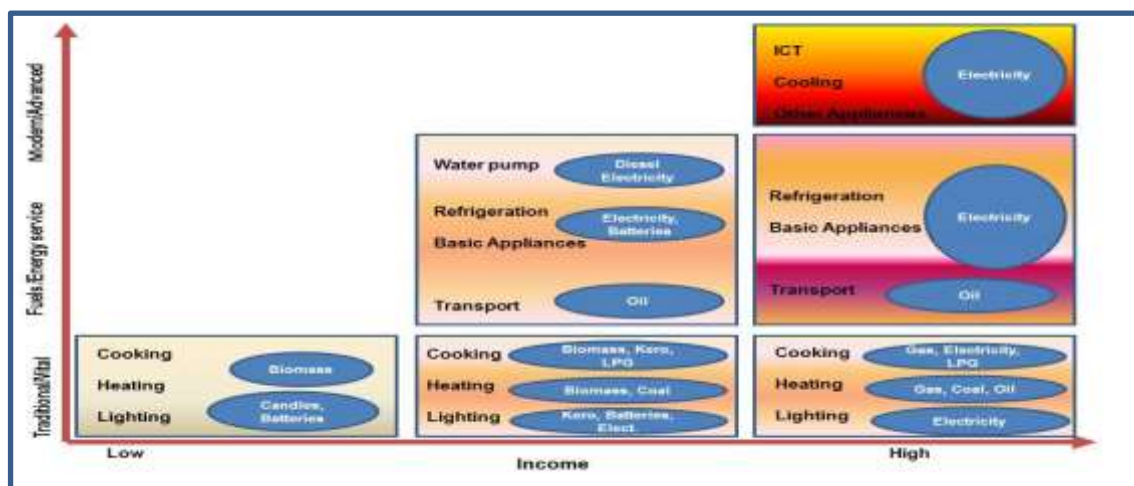 Modern/Advanced
Fuels/Energy service
Traditional/Vital
ICT
Cooling
Other Appliances
Electricity
Water pump
Diesel
Electricity
Refrigeration
Electricity,
Batteries
Basic Appliances
Transport
Oil
Refrigeration
Basic Appliances
Electricity
Transport
Oil
Cooking
Biomass
Heating
Candles,
Batteries
Lighting
Cooking
Biomass, Kero,
LPG
Heating
Biomass, Coal
Lighting
Kero, Batteries,
Elect.
Cooking
Gas, Electricity,
LPG
Heating
Gas, Coal, Oil
Lighting
Electricity
Low
Income
High